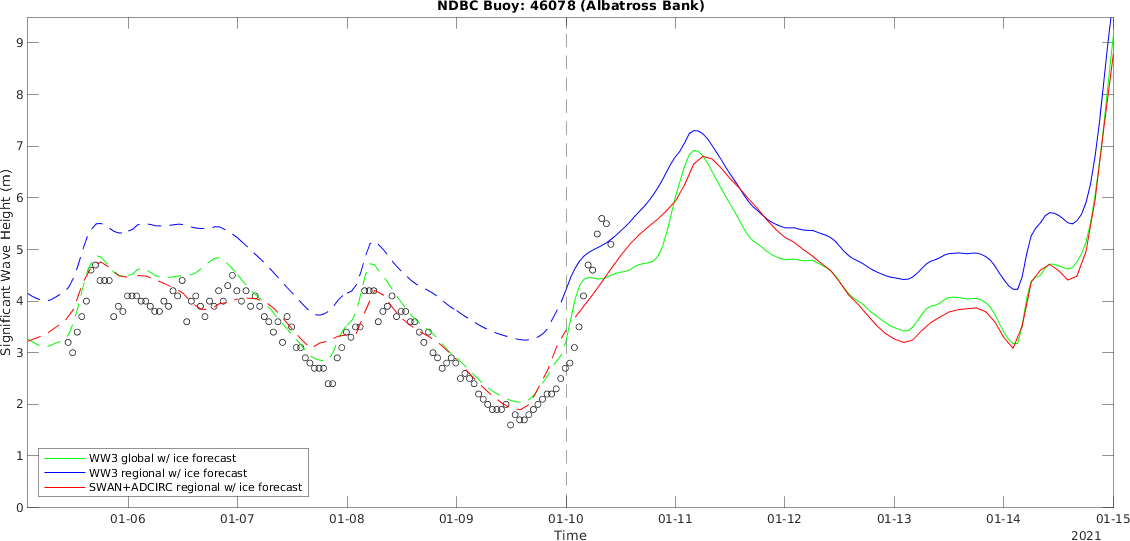 NDBC Buoy: 46078 (Albatross Bank)
Significant Wave Height (m)
9
8
7
6
5
4
3
2
1
0
WW3 global w/ ice forecast
WW3 regional w/ ice forecast
SWAN+ADCIRC regional w/ ice forecast
01-06 01-07 01-08 01-09 01-10 01-11 01-12 01-13 01-14 01-15
Time
2021